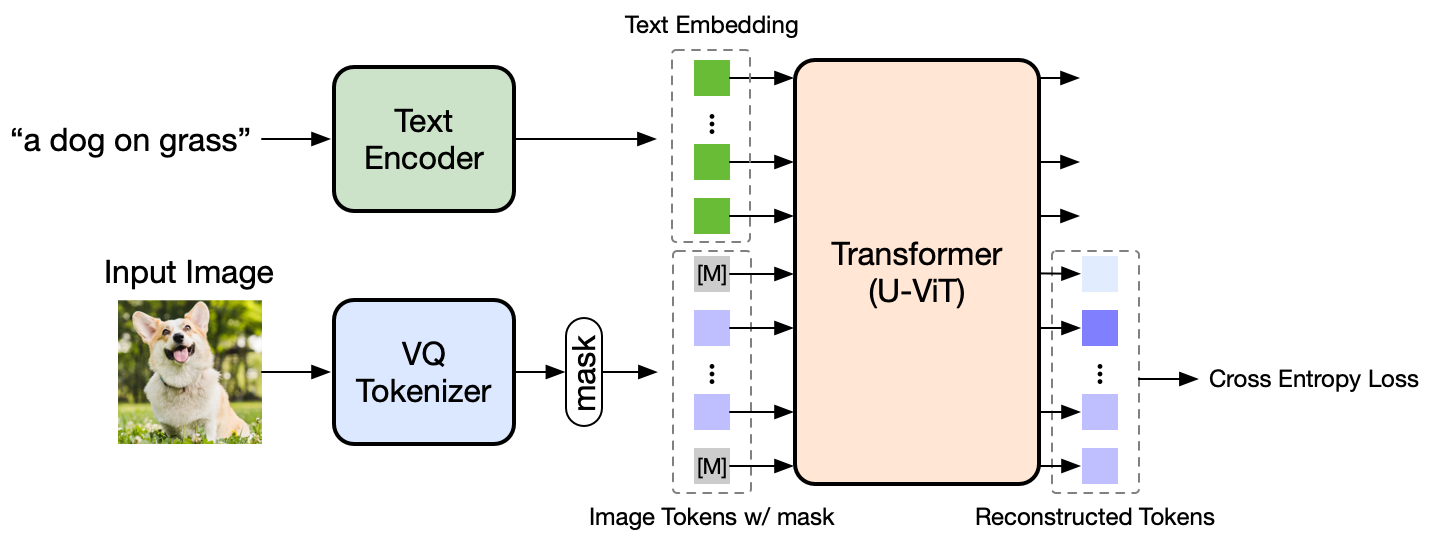 Text Embedding
“a dog on grass”
Text
Encoder
Input Image
VQ
Tokenizer
mask
[M]
[M]
Transformer
(U-ViT)
Cross Entropy Loss
Image Tokens w/ mask
Reconstructed Tokens